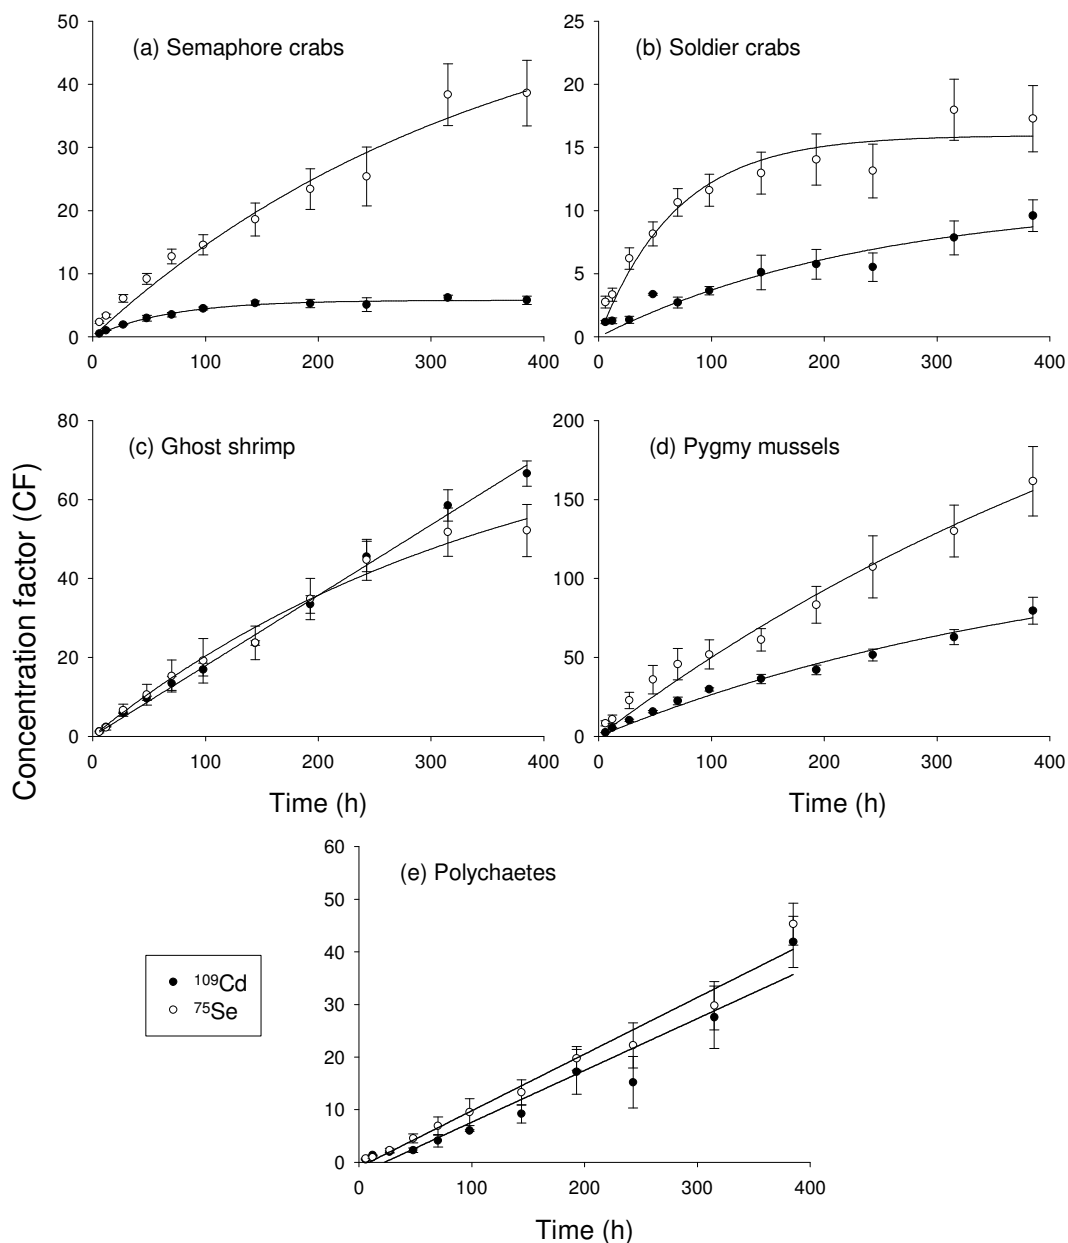 (a) Semaphore crabs
50
40
30
20
10
0
0 100 200 300 400
(b) Soldier crabs
25
20
15
10
5
0
0 100 200 300 400
Concentration factor (CF)
(c) Ghost shrimp
80
60
40
20
0
0 100 200 300 400
Time (h)
(d) Pygmy mussels
200
150
100
50
0
0 100 200 300 400
Time (h)
(e) Polychaetes
60
50
40
30
20
10
0
0 100 200 300 400
Time (h)
109Cd
75Se